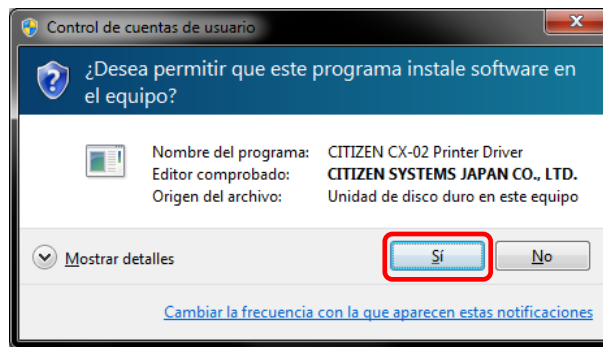 Control de cuentas de usuario
¿Desea permitir que este programa instale software en
el equipo?
Nombre del programa: CITIZEN CX-02 Printer Driver
Editor comprobado: CITIZEN SYSTEMS JAPAN CO., LTD.
Origen del archivo: Unidad de disco duro en este equipo
Mostrar detalles Sí No
Cambiar la frecuencia con la que aparecen estas notificaciones